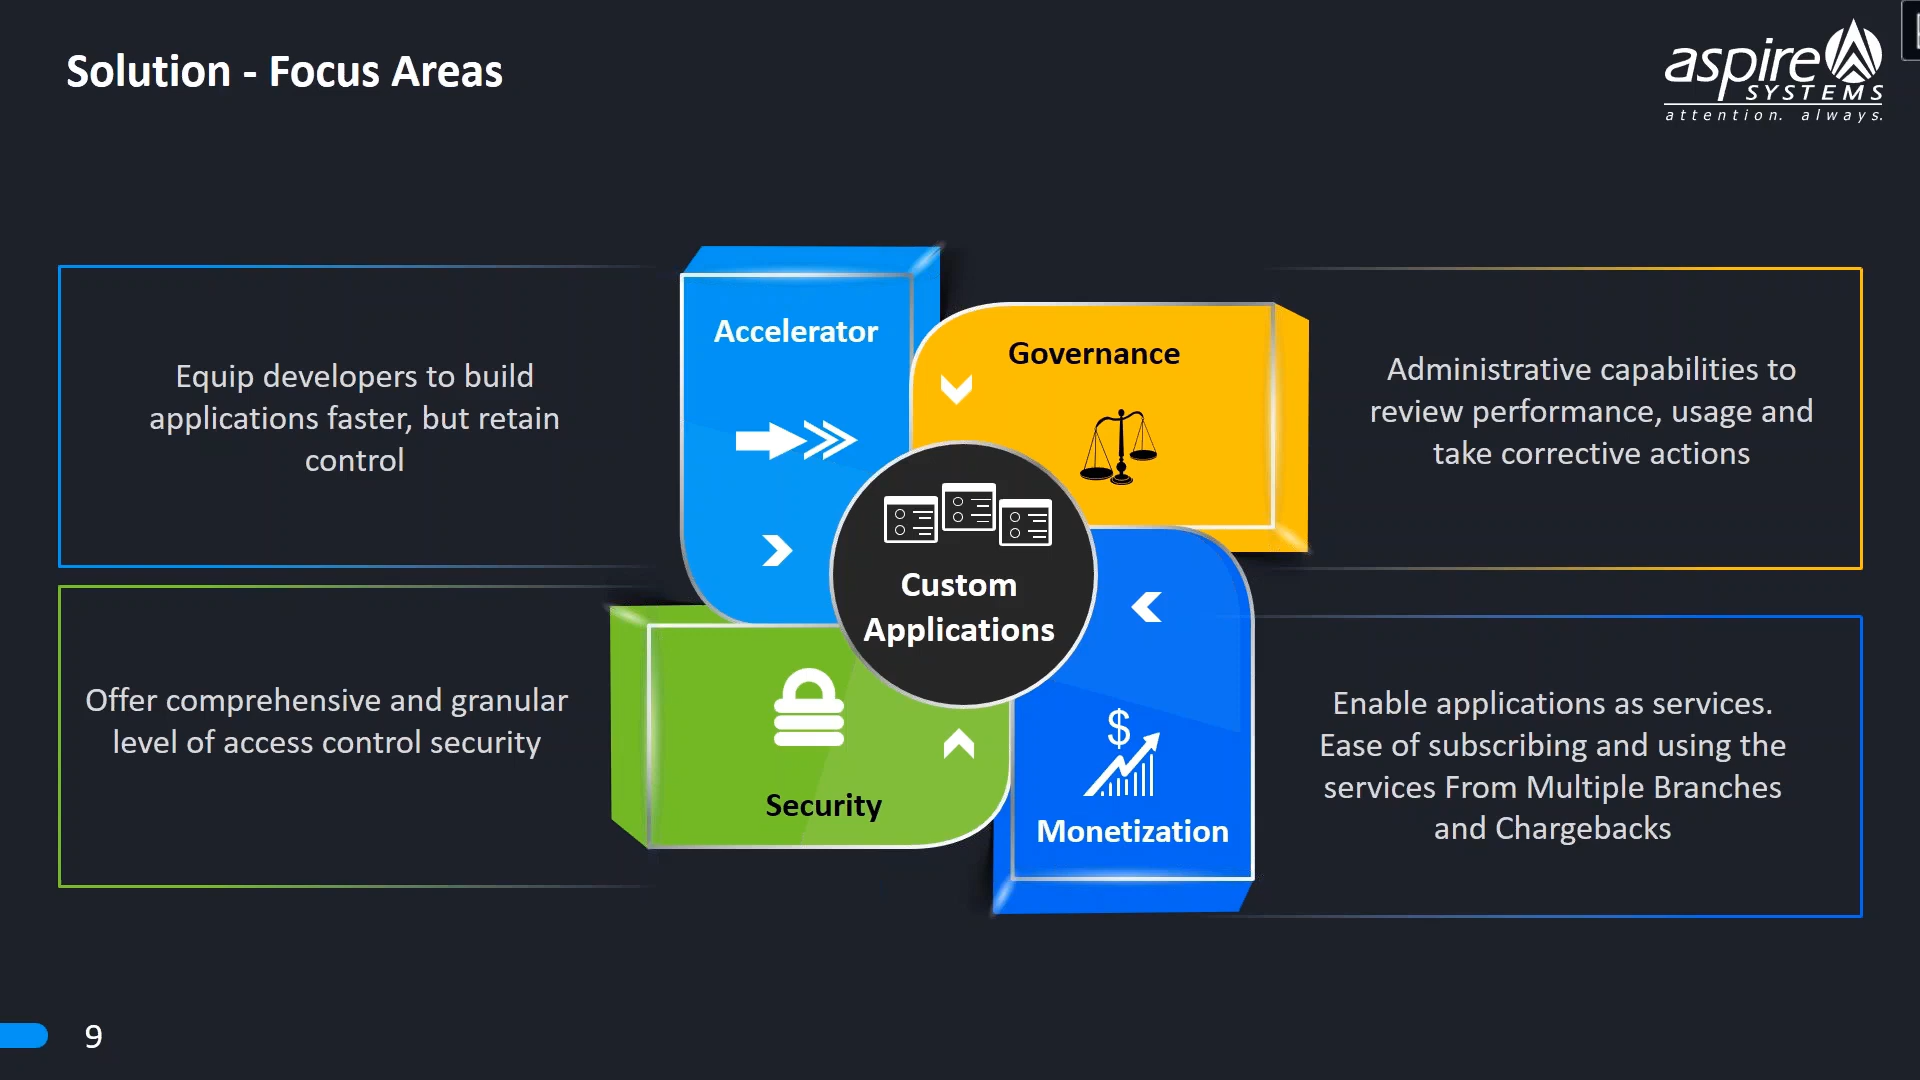 Solution - Focus Areas
aspire
SYSTEMS
attention. always.
Accelerator
Equip developers to build
applications faster, but retain
control
Governance
Administrative capabilities to
review performance, usage and
take corrective actions
Custom
Applications
Offer comprehensive and granular
level of access control security
Security
$
Monetization
Enable applications as services.
Ease of subscribing and using the
services From Multiple Branches
and Chargebacks
9